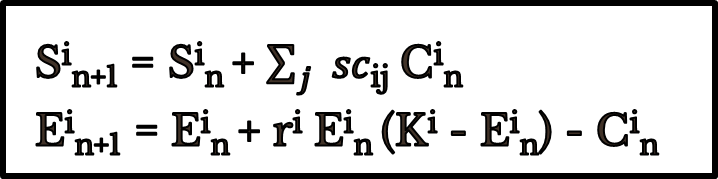 Sⁱₙ₊₁ = Sⁱₙ + ∑ⱼ scᵢⱼ Cⁱₙ
Eⁱₙ₊₁ = Eⁱₙ + rⁱ Eⁱₙ (Kⁱ - Eⁱₙ) - Cⁱₙ